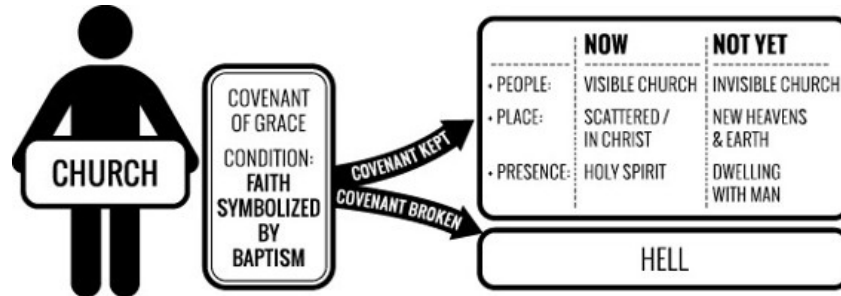 CHURCH
COVENANT
OF GRACE
CONDITION:
FAITH
SYMBOLIZED
BY
BAPTISM
COVENANT KEPT
COVENANT BROKEN
NOW NOT YET
+ PEOPLE: VISIBLE CHURCH INVISIBLE CHURCH
+ PLACE: SCATTERED / NEW HEAVENS
IN CHRIST & EARTH
+ PRESENCE: HOLY SPIRIT DWELLING
WITH MAN
HELL